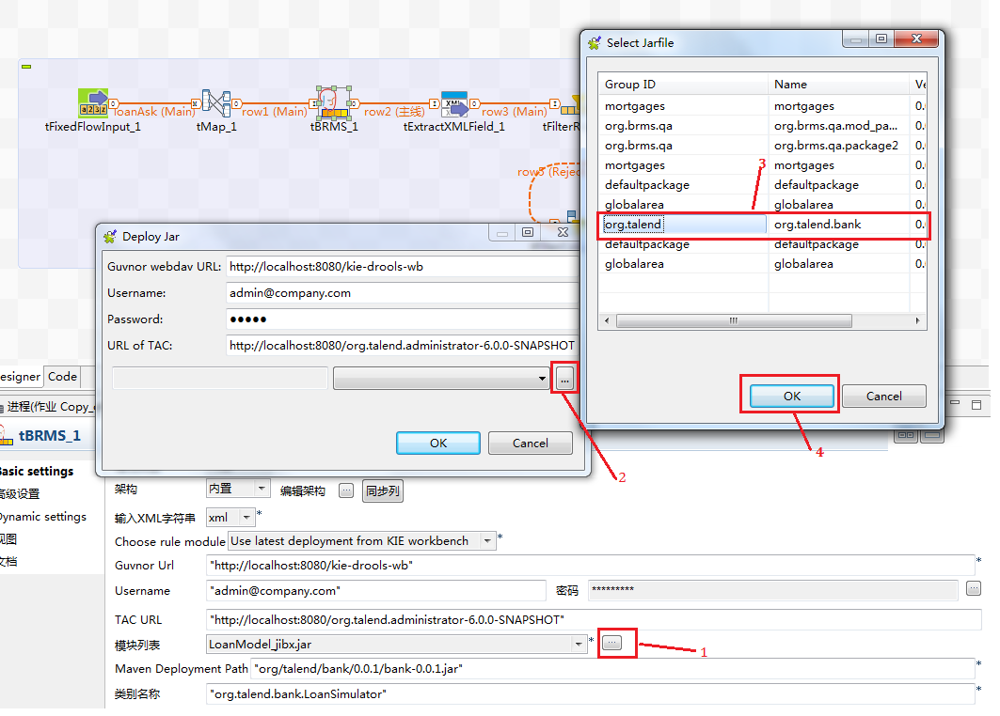 Select Jarfile
Group ID Name Ve
mortgages mortgages 0.
org.brms.qa org.brms.qa.mod_pa... 0.
org.brms.qa org.brms.qa.package2 0.
mortgages mortgages 0.
3
defaultpackage defaultpackage 0.
globalarea globalarea 0.
org.talend org.talend.bank 0.
defaultpackage defaultpackage 0.
globalarea globalarea 0.
OK Cancel
4
loanAsk (Main) row1 (Main) row2 (主线) row3 (Main)
tFixedFlowInput_1 tMap_1 tBRMS_1 tExtractXMLField_1 tFilterR
row5 (Rejec
Deploy Jar
Guvnor webdav URL: http://localhost:8080/kie-drools-wb
Username: admin@company.com
Password: ●●●●●
URL of TAC: http://localhost:8080/org.talend.administrator-6.0.0-SNAPSHOT
...
OK Cancel
2
esigner Code
进程(作业 Copy_
tBRMS_1
Basic settings
高级设置
Dynamic settings
视图
文档
架构 内置 编辑架构 ... 同步列
输入XML字符串 xml *
Choose rule module Use latest deployment from KIE workbench *
Guvnor Url "http://localhost:8080/kie-drools-wb" *
Username "admin@company.com" 密码 ********* ...
TAC URL "http://localhost:8080/org.talend.administrator-6.0.0-SNAPSHOT"
模块列表 LoanModel_jibx.jar * ... 1
Maven Deployment Path "org/talend/bank/0.0.1/bank-0.0.1.jar" *
类别名称 "org.talend.bank.LoanSimulator" *